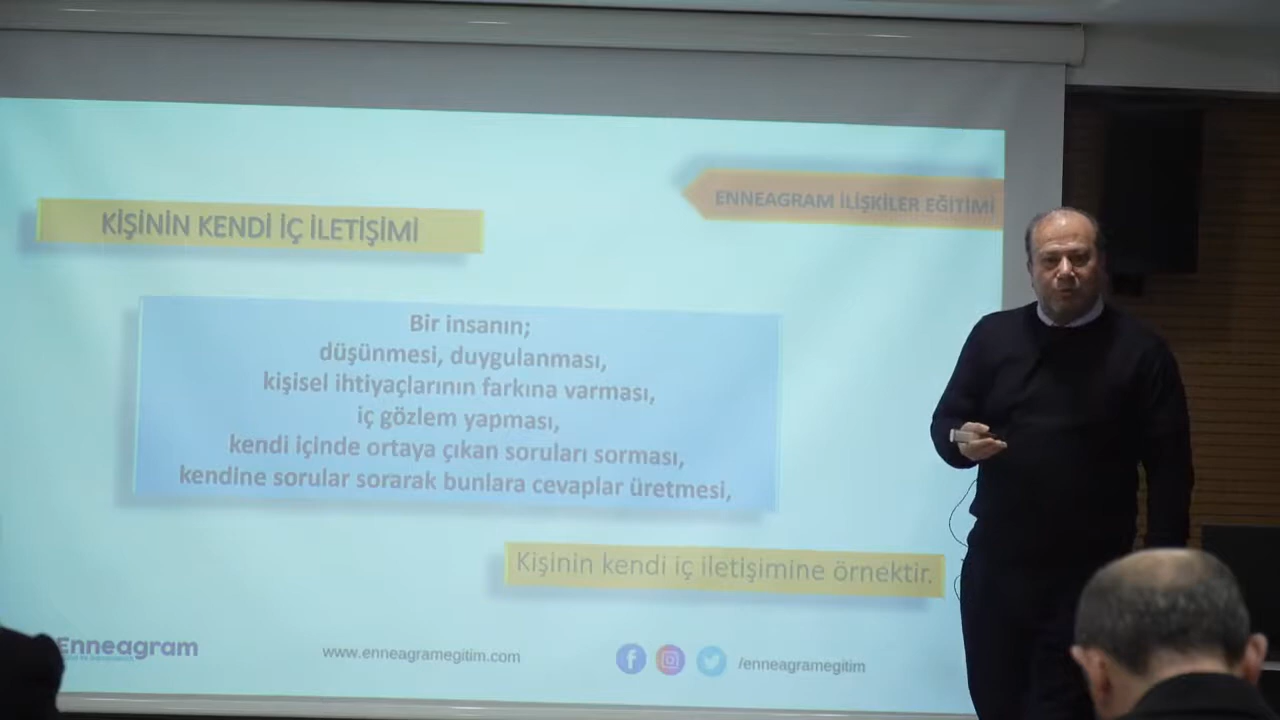 ENNEAGRAM İLİŞKİLER EĞİTİMİ
KİŞİNİN KENDİ İÇ İLETİŞİMİ
Bir insanın;
düşünmesi, duygulanması,
kişisel ihtiyaçlarının farkına varması,
iç gözlem yapması,
kendi içinde ortaya çıkan soruları sorması,
kendine sorular sorarak bunlara cevaplar üretmesi,
Kişinin kendi iç iletişimine örnektir.
Enneagram
www.enneagramegitim.com
/enneagramegitim